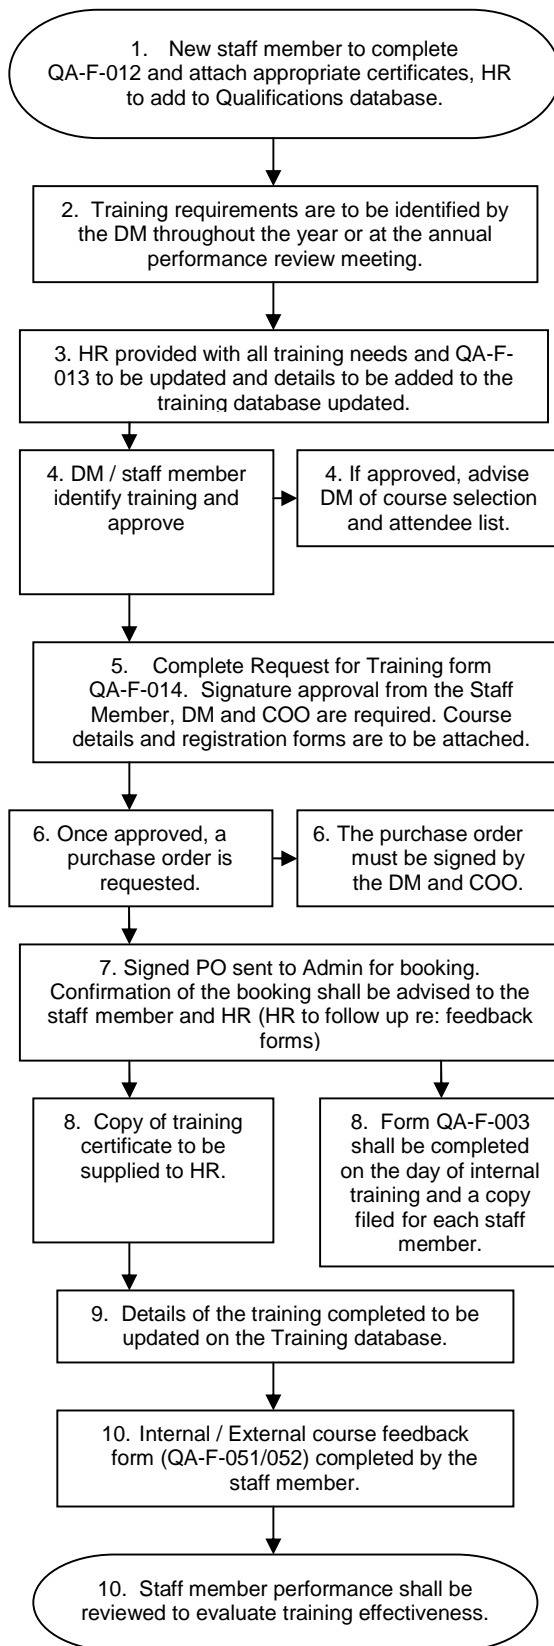 1. New staff member to complete
QA-F-012 and attach appropriate certificates, HR
to add to Qualifications database.
2. Training requirements are to be identified by
the DM throughout the year or at the annual
performance review meeting.
3. HR provided with all training needs and QA-F-
013 to be updated and details to be added to the
training database updated.
4. DM / staff member
identify training and
approve
4. If approved, advise
DM of course selection
and attendee list.
5. Complete Request for Training form
QA-F-014. Signature approval from the Staff
Member, DM and COO are required. Course
details and registration forms are to be attached.
6. Once approved, a
purchase order is
requested.
6. The purchase order
must be signed by
the DM and COO.
7. Signed PO sent to Admin for booking.
Confirmation of the booking shall be advised to the
staff member and HR (HR to follow up re: feedback
forms)
8. Copy of training
certificate to be
supplied to HR.
8. Form QA-F-003
shall be completed
on the day of internal
training and a copy
filed for each staff
member.
9. Details of the training completed to be
updated on the Training database.
10. Internal / External course feedback
form (QA-F-051/052) completed by the
staff member.
10. Staff member performance shall be
reviewed to evaluate training effectiveness.